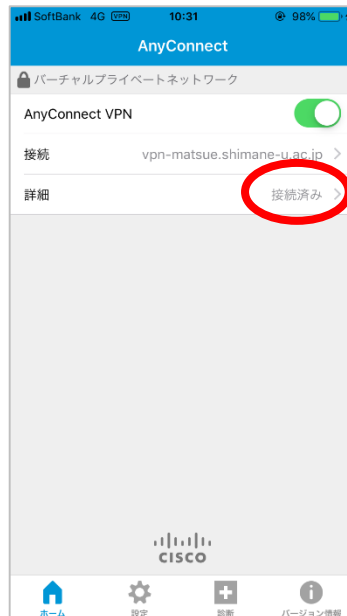 SoftBank 4G VPN 10:31 98%
AnyConnect
バーチャルプライベートネットワーク
AnyConnect VPN
接続 vpn-matsue.shimane-u.ac.jp
詳細 接続済み
CISCO
ホーム 設定 診断 バージョン情報